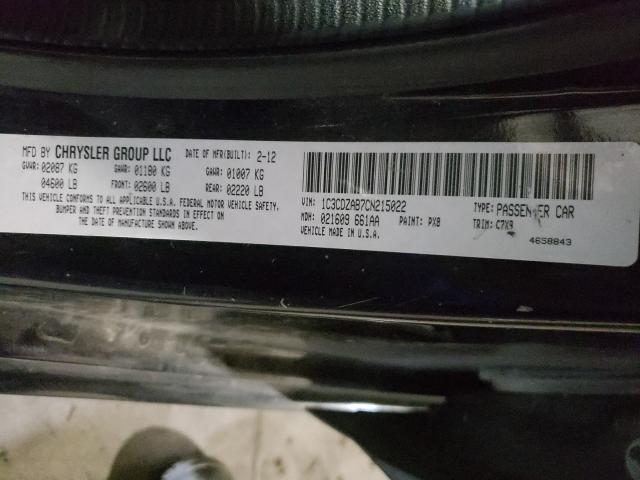 MFD BY CHRYSLER GROUP LLC DATE OF MFR(BUILT): 2-12
GVWR: 02087 KG GAWR: 01180 KG GAWR: 01007 KG
04600 LB FRONT: 02600 LB REAR: 02220 LB
THIS VEHICLE CONFORMS TO ALL APPLICABLE FEDERAL MOTOR VEHICLE SAFETY,
BUMPER AND THEFT PREVENTION STANDARDS IN EFFECT ON
THE DATE OF MANUFACTURE SHOWN ABOVE.
VIN: 1C3CDZAB7CN215022 TYPE: PASSENGER CAR
MDH: 021609 661AA PAINT: PX8 TRIM: C7X9
VEHICLE MADE IN U.S.A. 4658843